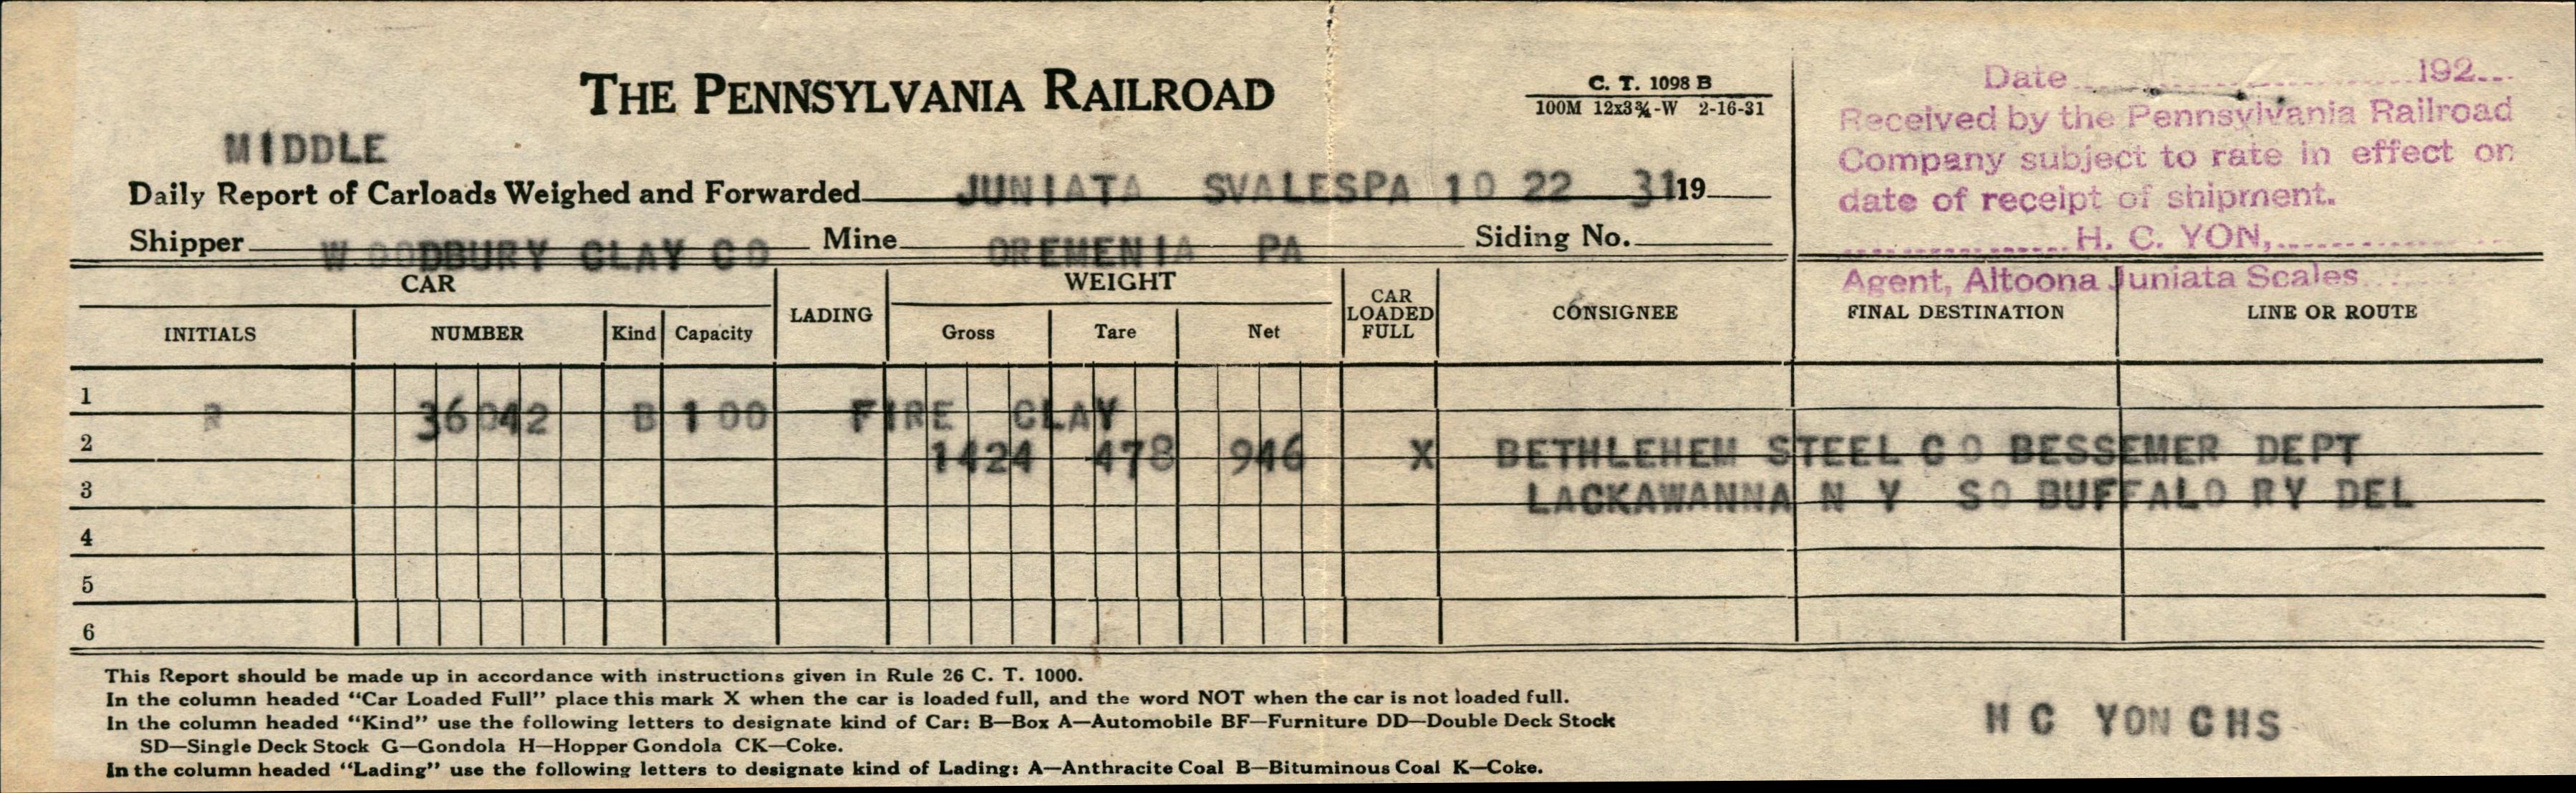 THE PENNSYLVANIA RAILROAD
C. T. 1098 B
100M 12x3¾-W 2-16-31
Date 192
Received by the Pennsylvania Railroad
Company subject to rate in effect on
date of receipt of shipment.
H. C. YON,
Agent, Altoona Juniata Scales
MIDDLE
Daily Report of Carloads Weighed and Forwarded JUNIATA SVALESPA 10 22 31 19
Shipper WOODBURY CLAY CO Mine OREMENIA PA Siding No.
CAR LADING WEIGHT CAR LOADED FULL CONSIGNEE FINAL DESTINATION LINE OR ROUTE
INITIALS NUMBER Kind Capacity Gross Tare Net
1
R 36042 B 100 FIRE CLAY
2 1424 478 946 X BETHLEHEM STEEL CO BESSEMER DEPT
3 LACKAWANNA N Y SO BUFFALO RY DEL
4
5
6
This Report should be made up in accordance with instructions given in Rule 26 C. T. 1000.
In the column headed “Car Loaded Full” place this mark X when the car is loaded full, and the word NOT when the car is not loaded full.
In the column headed “Kind” use the following letters to designate kind of Car: B—Box A—Automobile BF—Furniture DD—Double Deck Stock
SD—Single Deck Stock G—Gondola H—Hopper Gondola CK—Coke.
In the column headed “Lading” use the following letters to designate kind of Lading: A—Anthracite Coal B—Bituminous Coal K—Coke.
H C YON CHS